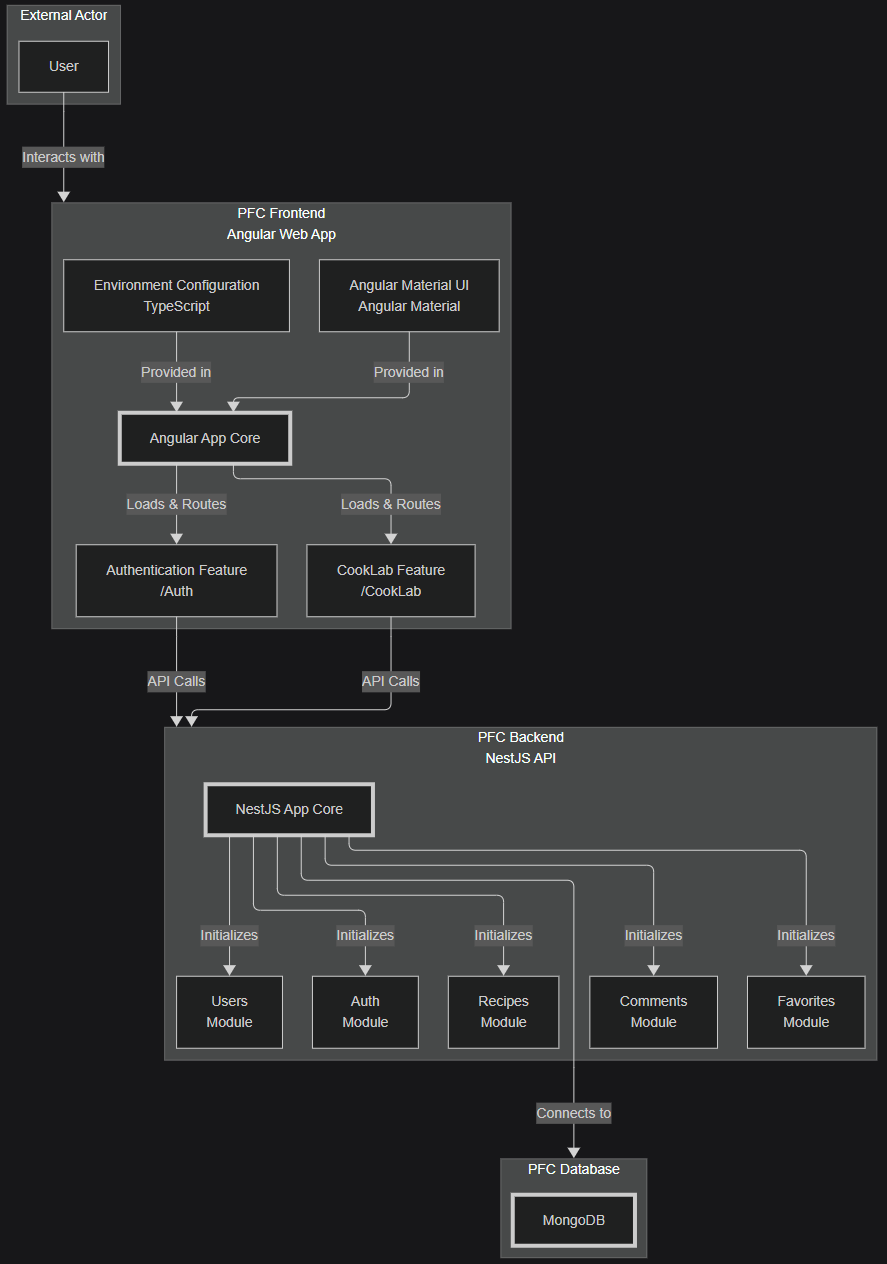 External Actor
User
Interacts with
PFC Frontend
Angular Web App
Environment Configuration
TypeScript
Angular Material UI
Angular Material
Provided in
Provided in
Angular App Core
Loads & Routes
Loads & Routes
Authentication Feature
/Auth
CookLab Feature
/CookLab
API Calls
API Calls
PFC Backend
NestJS API
NestJS App Core
Initializes
Initializes
Initializes
Initializes
Initializes
Users
Module
Auth
Module
Recipes
Module
Comments
Module
Favorites
Module
Connects to
PFC Database
MongoDB